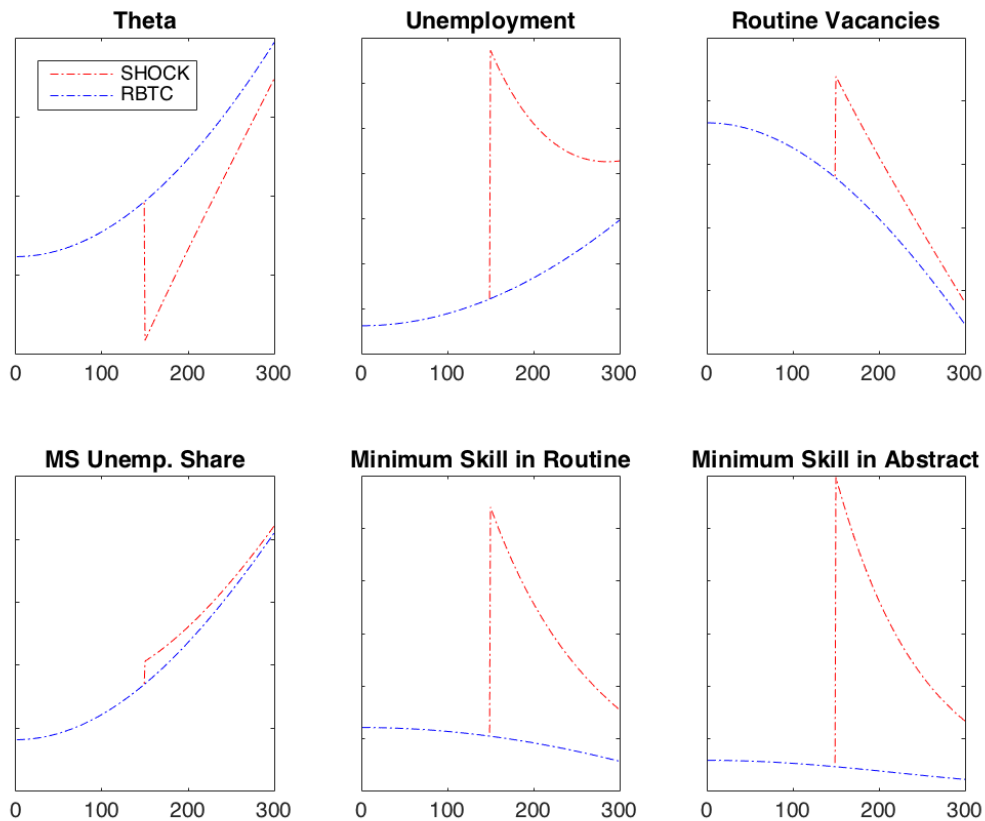 Theta
Unemployment
Routine Vacancies
SHOCK
RBTC
0 100 200 300
0 100 200 300
0 100 200 300
MS Unemp. Share
Minimum Skill in Routine
Minimum Skill in Abstract
0 100 200 300
0 100 200 300
0 100 200 300